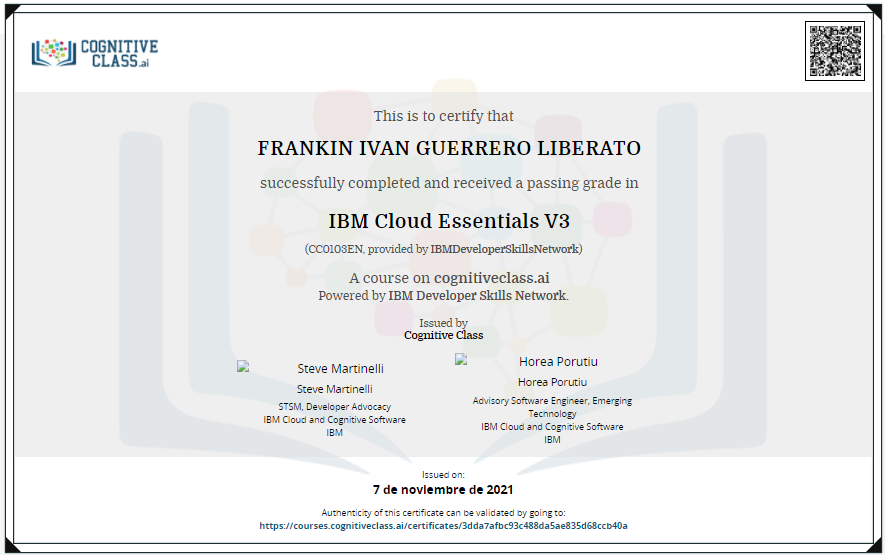 COGNITIVE
CLASS.ai
This is to certify that
FRANKIN IVAN GUERRERO LIBERATO
successfully completed and received a passing grade in
IBM Cloud Essentials V3
(CC0103EN, provided by IBMDeveloperSkillsNetwork)
A course on cognitiveclass.ai
Powered by IBM Developer Skills Network.
Issued by
Cognitive Class
Steve Martinelli
Steve Martinelli
STSM, Developer Advocacy
IBM Cloud and Cognitive Software
IBM
Horea Porutiu
Horea Porutiu
Advisory Software Engineer, Emerging
Technology
IBM Cloud and Cognitive Software
IBM
Issued on:
7 de noviembre de 2021
Authenticity of this certificate can be validated by going to:
https://courses.cognitiveclass.ai/certificates/3dda7afbc93c488da5ae835d68ccb40a